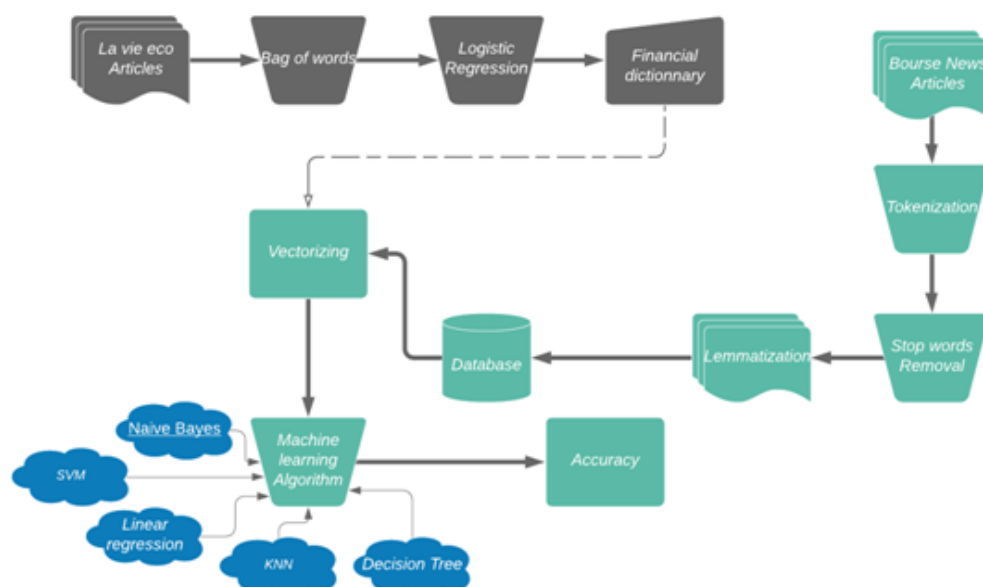 La vie eco
Articles
Bag of words
Logistic
Regression
Financial
dictionnary
Bourse News
Articles
Tokenization
Vectorizing
Database
Lemmatization
Stop words
Removal
Naive Bayes
SVM
Linear
regression
KNN
Decision Tree
Machine
learning
Algorithm
Accuracy